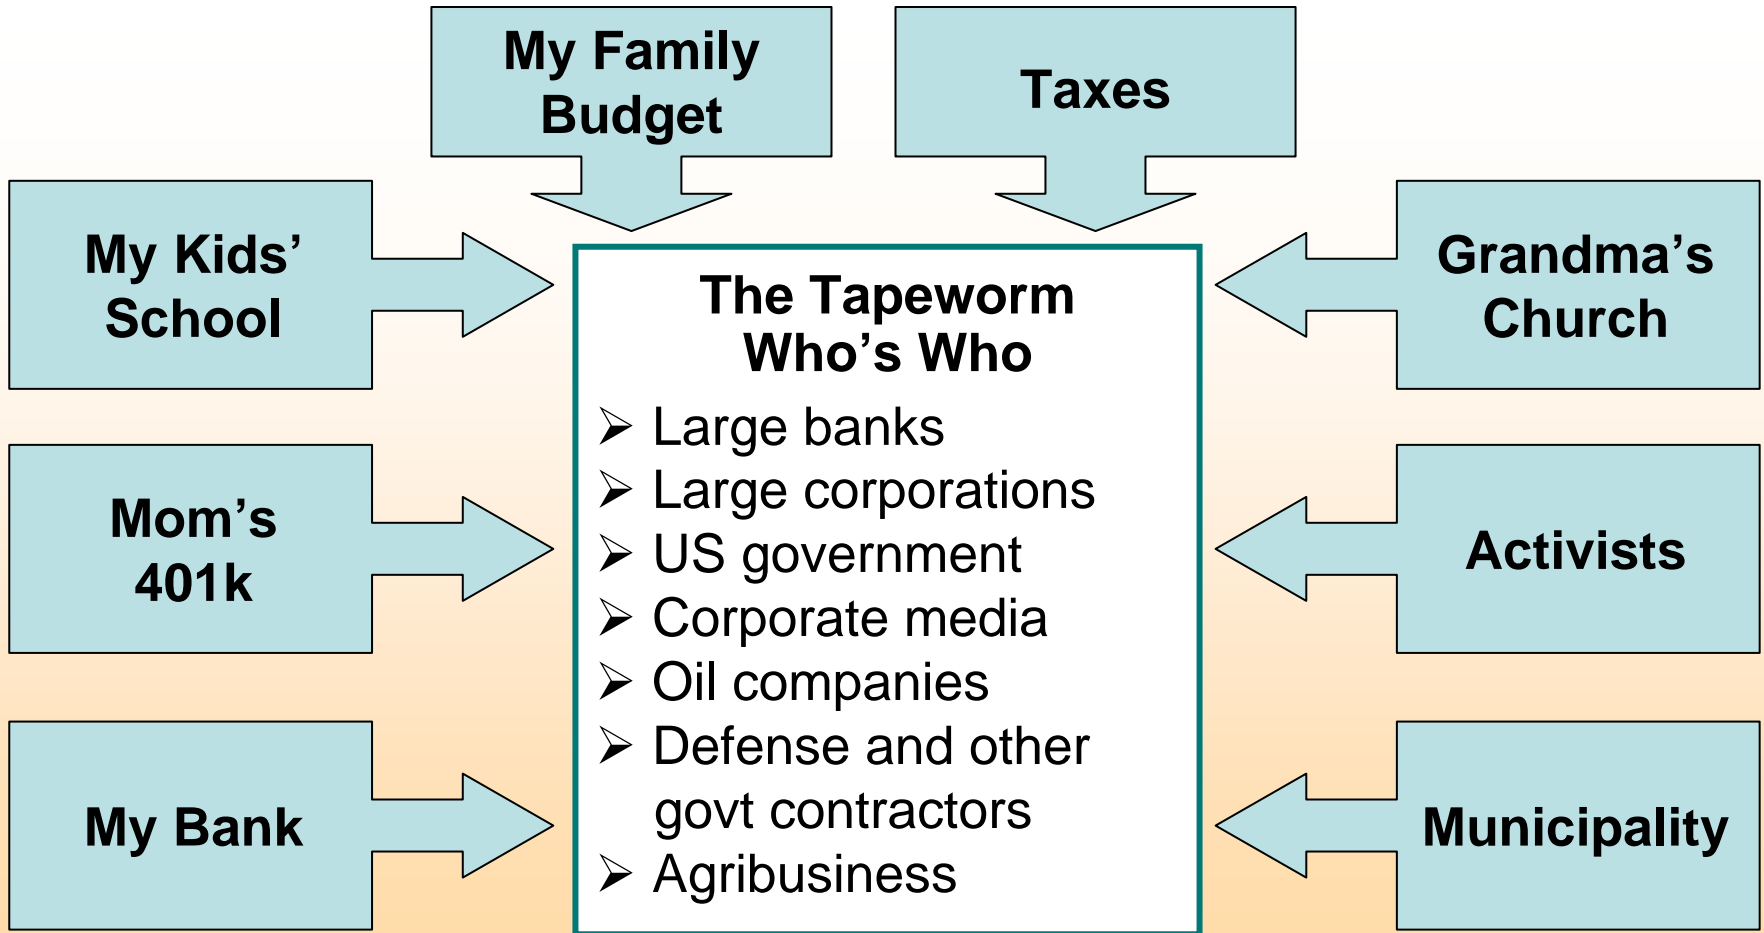 My Family
Budget
Taxes
My Kids’
School
Grandma’s
Church
The Tapeworm
Who’s Who
➢ Large banks
➢ Large corporations
➢ US government
➢ Corporate media
➢ Oil companies
➢ Defense and other
govt contractors
➢ Agribusiness
Mom’s
401k
Activists
My Bank
Municipality